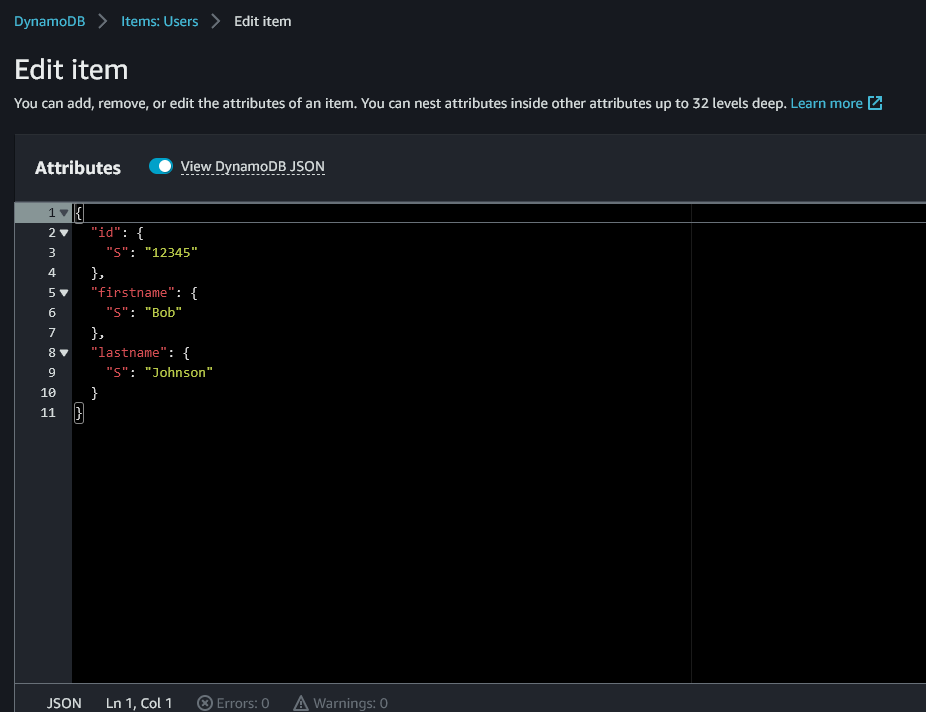 DynamoDB > Items: Users > Edit item
Edit item
You can add, remove, or edit the attributes of an item. You can nest attributes inside other attributes up to 32 levels deep. Learn more
Attributes View DynamoDB JSON
1 {
2 "id": {
3 "S": "12345"
4 },
5 "firstname": {
6 "S": "Bob"
7 },
8 "lastname": {
9 "S": "Johnson"
10 }
11 }
JSON Ln 1, Col 1 Errors: 0 Warnings: 0